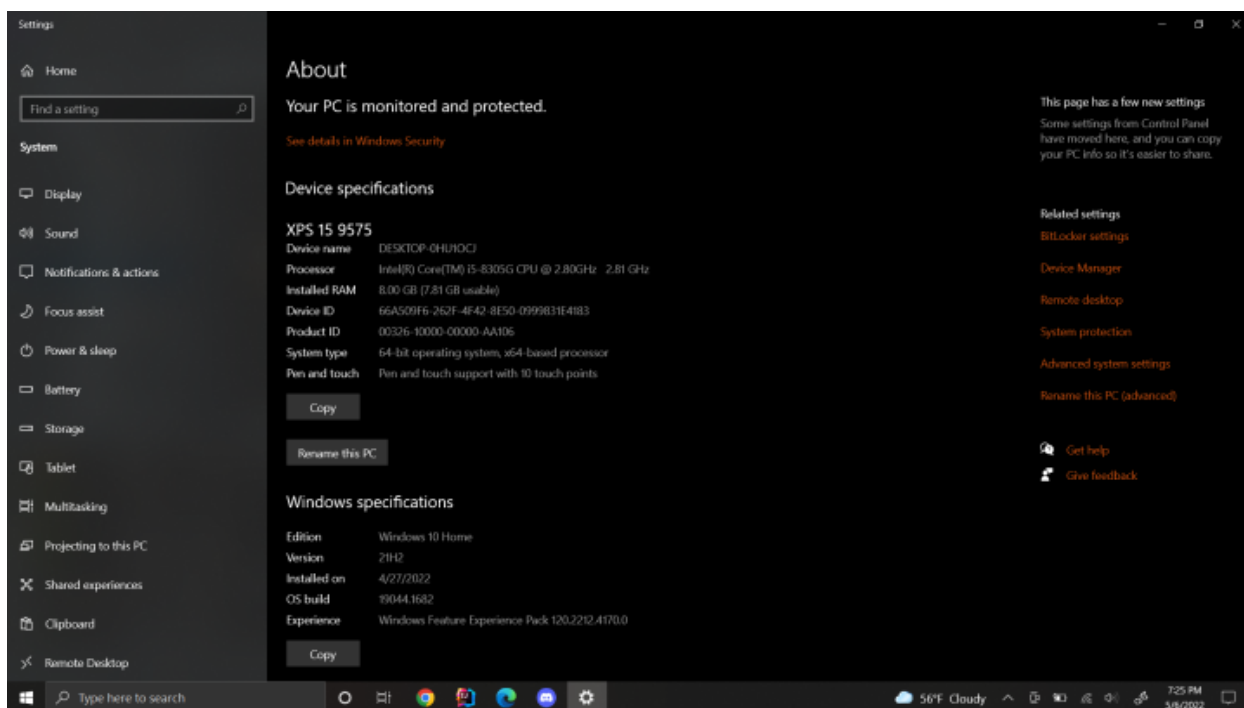 Settings
Home
Find a setting
System
Display
Sound
Notifications & actions
Focus assist
Power & sleep
Battery
Storage
Tablet
Multitasking
Projecting to this PC
Shared experiences
Clipboard
Remote Desktop
About
Your PC is monitored and protected.
See details in Windows Security
Device specifications
XPS 15 9575
Device name DESKTOP-0HU1OCJ
Processor Intel(R) Core(TM) i5-8305G CPU @ 2.80GHz 2.81 GHz
Installed RAM 8.00 GB (7.81 GB usable)
Device ID 66A509F6-262F-4F42-8E50-0999831E4183
Product ID 00326-10000-00000-AA106
System type 64-bit operating system, x64-based processor
Pen and touch Pen and touch support with 10 touch points
Copy
Rename this PC
Windows specifications
Edition Windows 10 Home
Version 21H2
Installed on 4/27/2022
OS build 19044.1682
Experience Windows Feature Experience Pack 120.2212.4170.0
Copy
This page has a few new settings
Some settings from Control Panel
have moved here, and you can copy
your PC info so it's easier to share.
Related settings
BitLocker settings
Device Manager
Remote desktop
System protection
Advanced system settings
Rename this PC (advanced)
Get help
Give feedback
Type here to search
56°F Cloudy
7:25 PM
5/6/2022